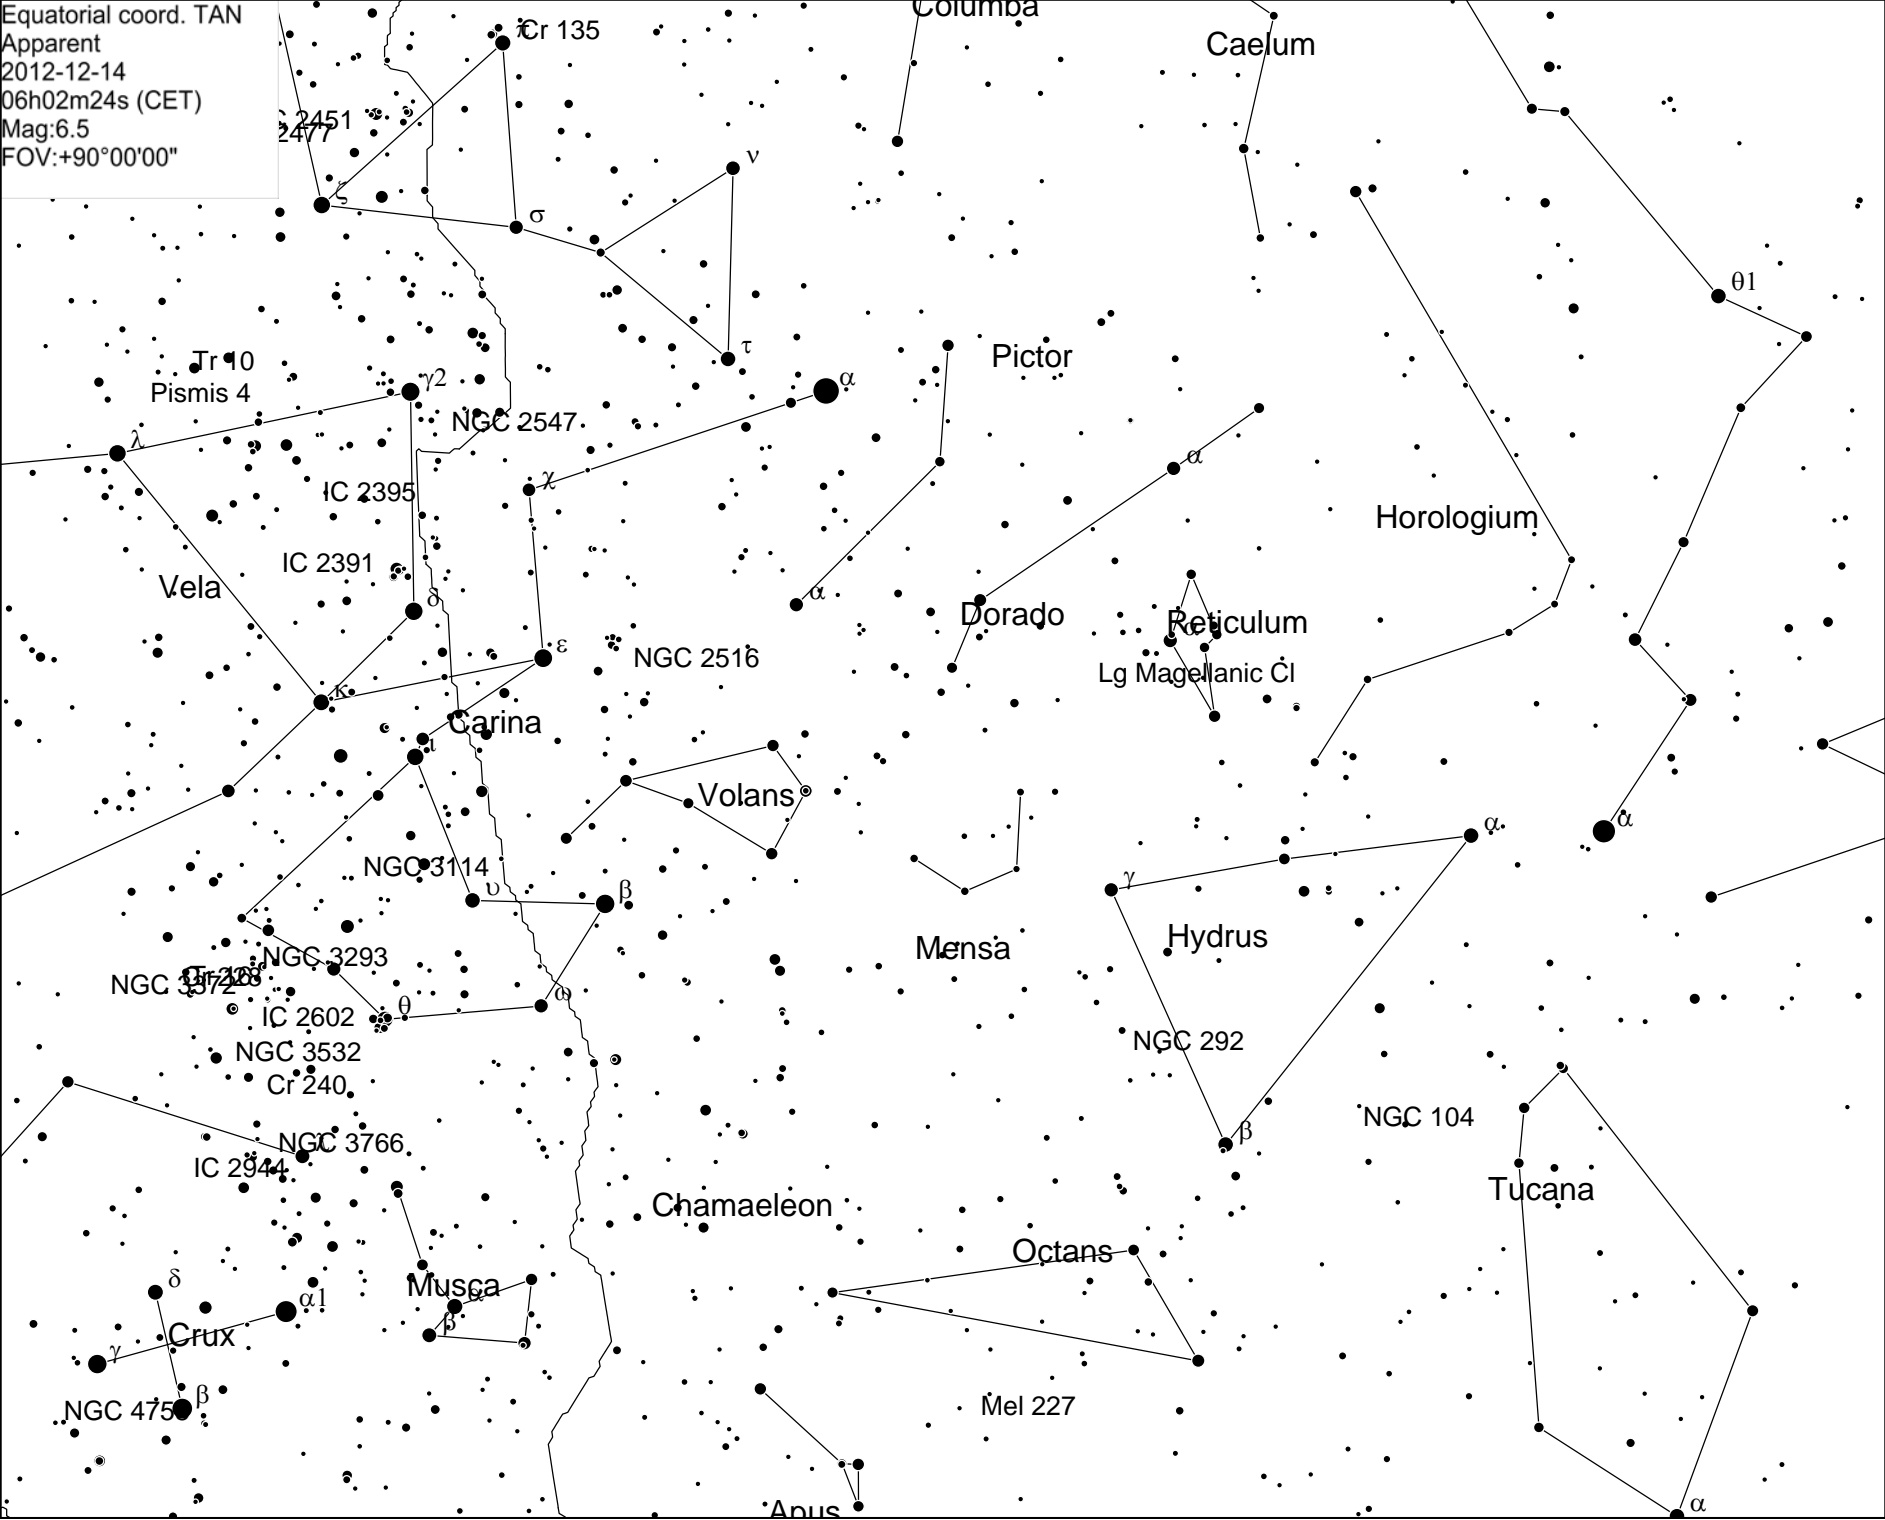 Equatorial coord. TAN
Apparent
2012-12-14
06h02m24s (CET)
Mag:6.5
FOV:+90°00'00"
Columba
π
Cr 135
Caelum
C 2451
2477
ν
ζ
σ
θ1
τ
Pictor
Tr 10
α
γ2
Pismis 4
NGC 2547
λ
α
χ
IC 2395
Horologium
IC 2391
Vela
δ
α
Dorado
Reticulum
α
ε
NGC 2516
Lg Magellanic Cl
κ
Carina
ι
Volans
α
α
NGC 3114
γ
υ
β
Hydrus
Mensa
NGC 3293
NGC 3372
ω
θ
IC 2602
NGC 292
NGC 3532
Cr 240
NGC 104
β
NGC 3766
λ
IC 2944
Tucana
Chamaeleon
Octans
δ
Musca
α
α1
β
Crux
γ
β
NGC 475
Mel 227
α
Apus